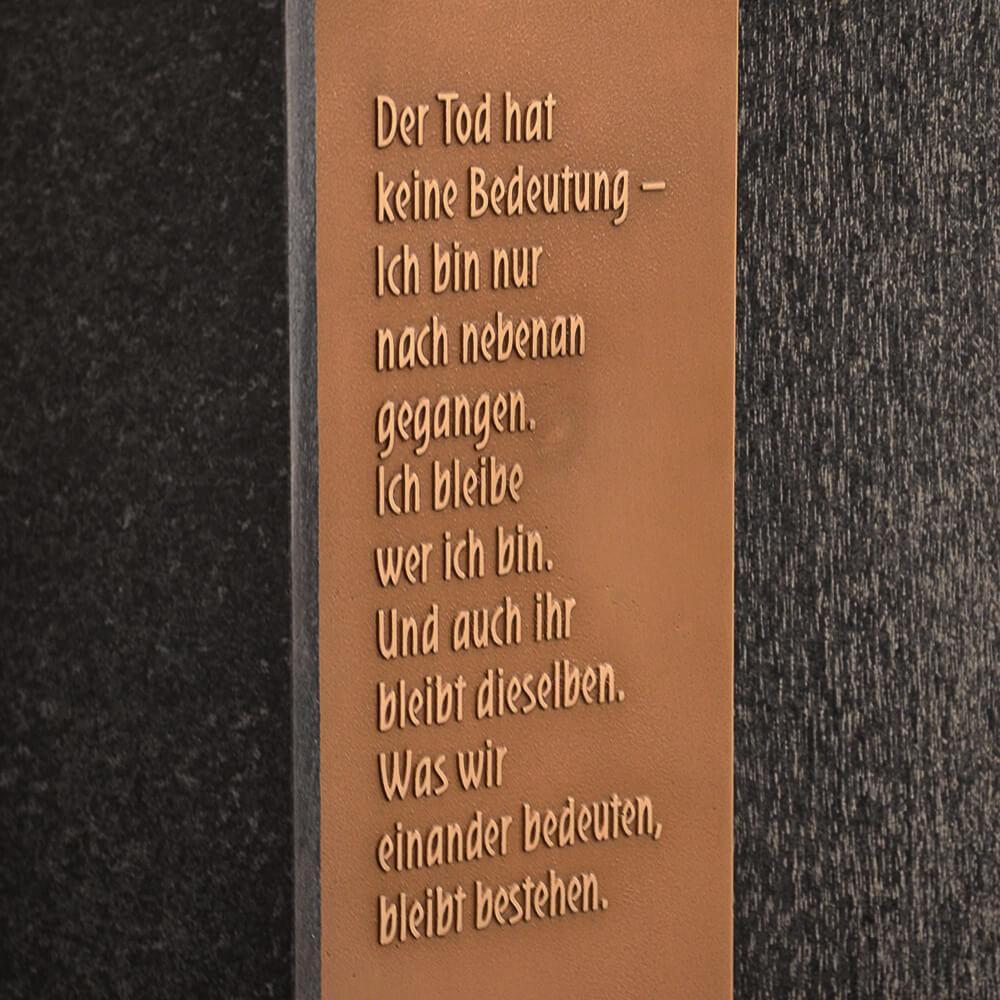 Der Tod hat
keine Bedeutung –
Ich bin nur
nach nebenan
gegangen.
Ich bleibe
wer ich bin.
Und auch ihr
bleibt dieselben.
Was wir
einander bedeuten,
bleibt bestehen.